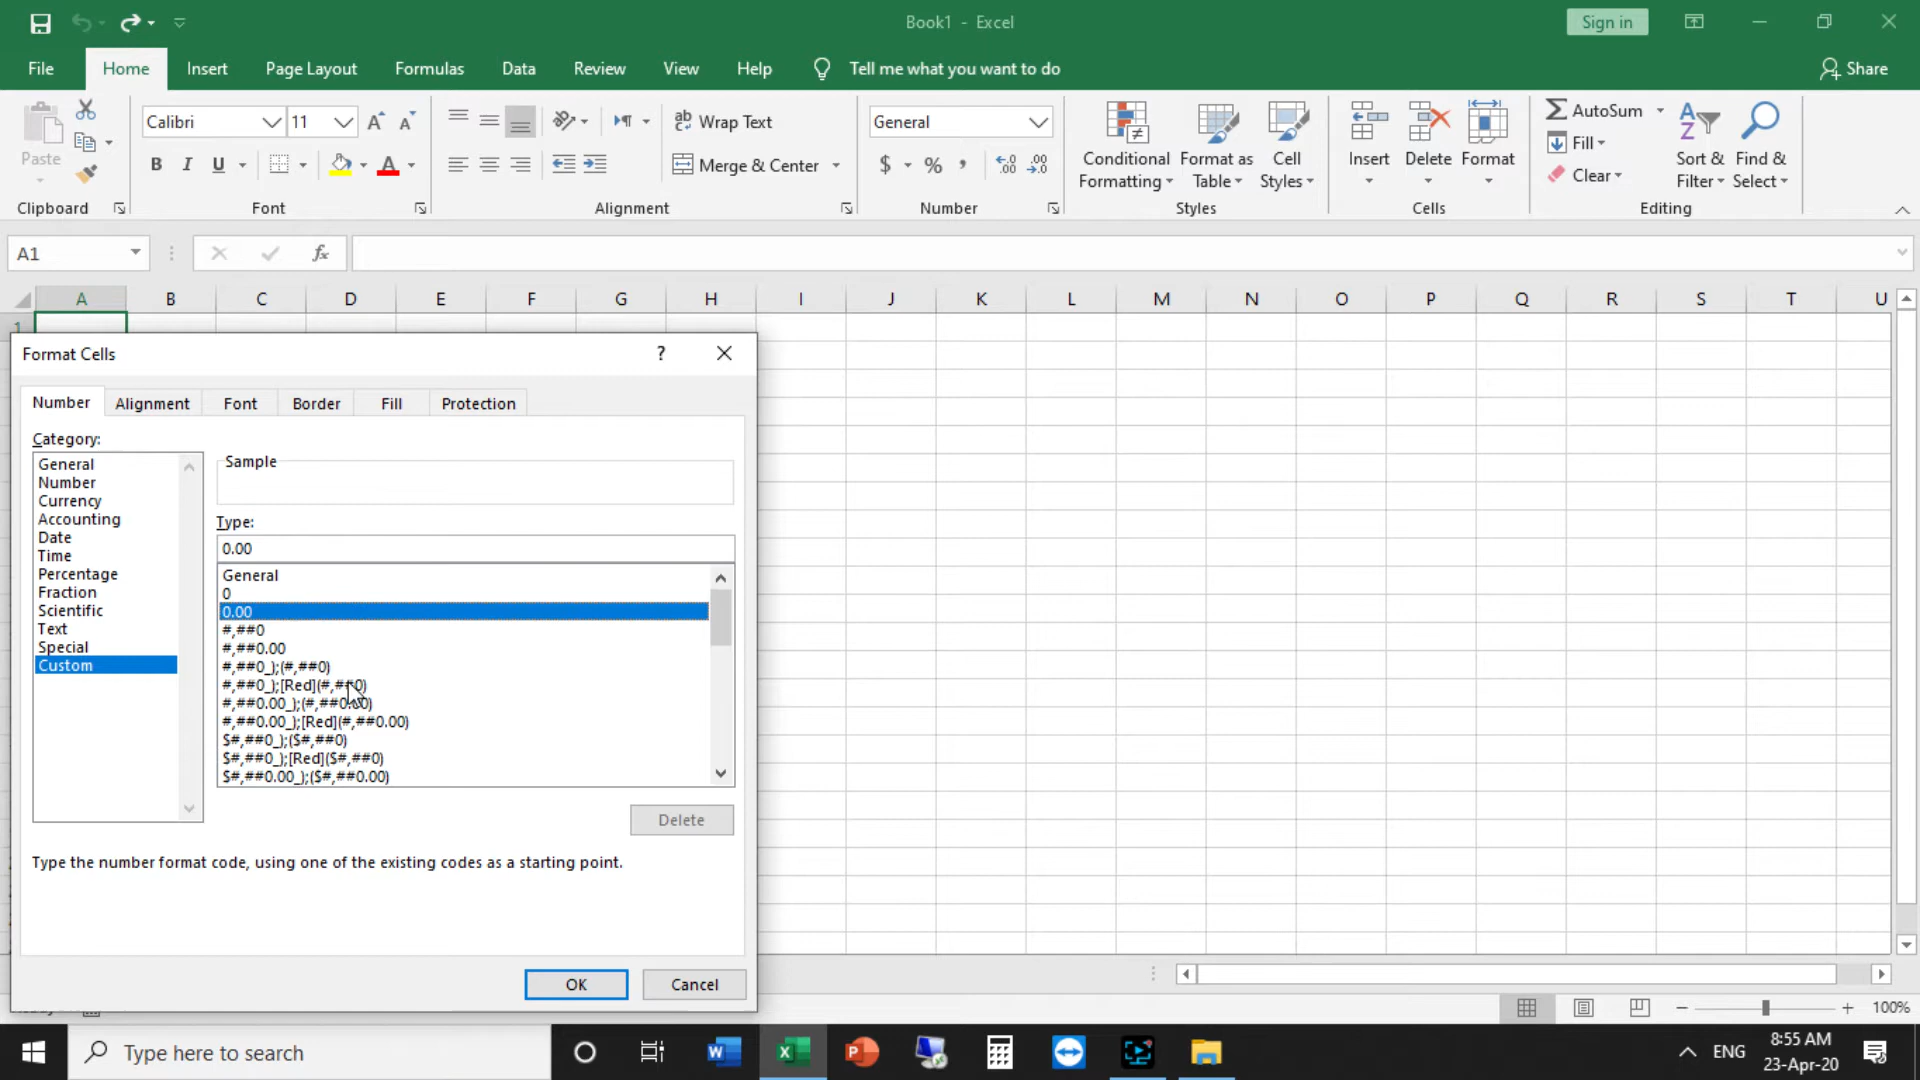 Book1 - Excel
Sign in
File Home Insert Page Layout Formulas Data Review View Help Tell me what you want to do Share
Paste
Clipboard
Calibri 11
B I U A
Font
Wrap Text
Merge & Center
Alignment
General
$ % ,
Number
Conditional Formatting
Format as Table
Cell Styles
Styles
Insert
Delete
Format
Cells
AutoSum
Fill
Clear
Sort & Filter
Find & Select
Editing
A1
fx
A B C D E F G H I J K L M N O P Q R S T U
1
Format Cells
?
Number Alignment Font Border Fill Protection
Category:
General
Number
Currency
Accounting
Date
Time
Percentage
Fraction
Scientific
Text
Special
Custom
Sample
Type:
0.00
General
0
0.00
#,##0
#,##0.00
#,##0_);(#,##0)
#,##0_);[Red](#,##0)
#,##0.00_);(#,##0.00)
#,##0.00_);[Red](#,##0.00)
$#,##0_);($#,##0)
$#,##0_);[Red]($#,##0)
$#,##0.00_);($#,##0.00)
Delete
Type the number format code, using one of the existing codes as a starting point.
OK Cancel
100%
Type here to search
ENG
8:55 AM
23-Apr-20